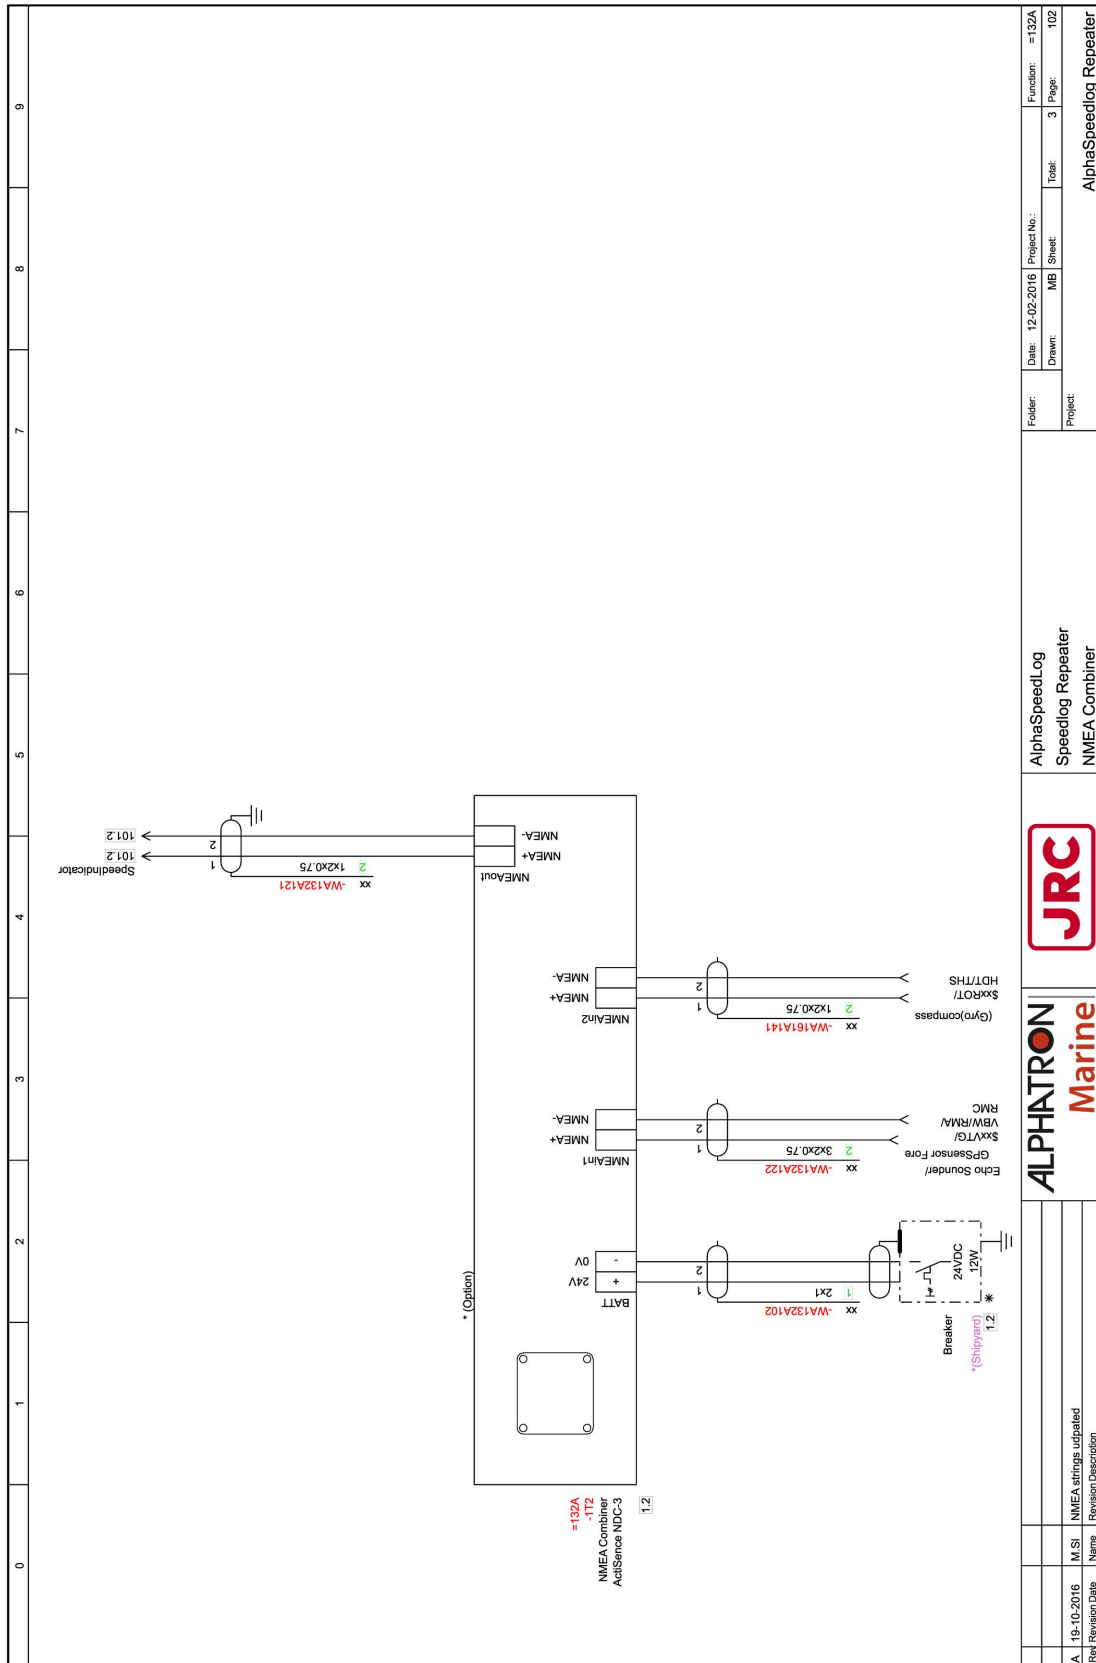 0 1 2 3 4 5 6 7 8 9
SpeedIndicator
101.2 101.2
-WA132A121
xx 1x2x0.75 2
1 2
NMEAout
NMEA+ NMEA-
* (Option)
=132A
-1T2
NMEA Combiner
ActiSence NDC-3
1.2
BATT
24V 0V
+ -
NMEAin1
NMEA+ NMEA-
NMEAin2
NMEA+ NMEA-
-WA132A102
xx 2x1 1
1 2
-WA132A122
xx 3x2x0.75 2
1 2
-WA161A141
xx 1x2x0.75 2
1 2
Breaker
24VDC
12W
*(Shipyard)
1.2
*
Echo Sounder/
GPSsensor Fore
$xxVTG/
VBW/RMA/
RMC
(Gyro)compass
$xxROT/
HDT/THS
A 19-10-2016 M.SI NMEA strings udpated
Rev Revision Date Name Revision Description
ALPHATRON
Marine
JRC
AlphaSpeedLog
Speedlog Repeater
NMEA Combiner
Folder: Date: 12-02-2016 Project No.: Function: =132A
Drawn: MB Sheet: Total: 3 Page: 102
Project:
AlphaSpeedlog Repeater